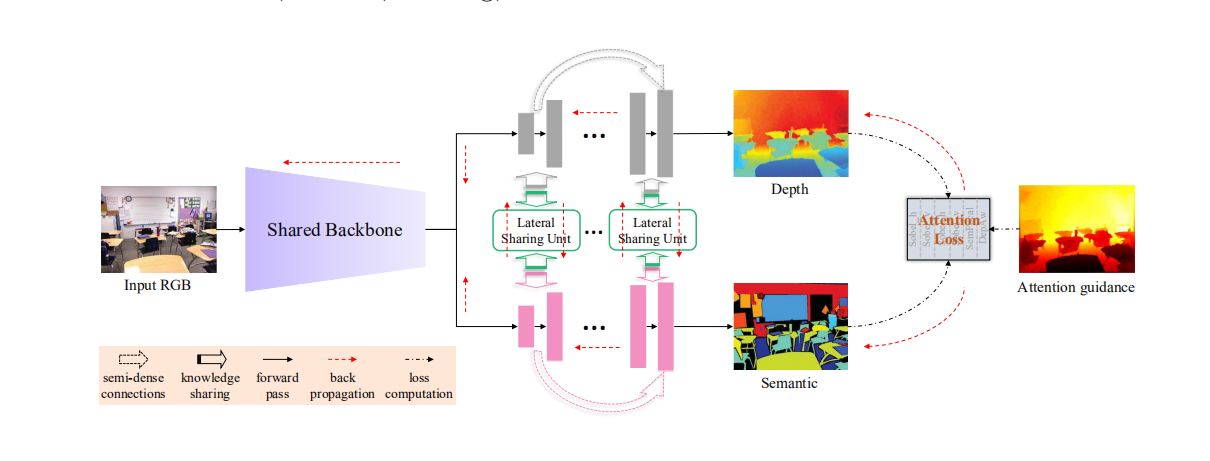 Depth
Shared Backbone
Lateral
Sharing Unit
...
Lateral
Sharing Unit
Attention
Loss
Input RGB
Attention guidance
Semantic
semi-dense
connections
knowledge
sharing
forward
pass
back
propagation
loss
computation